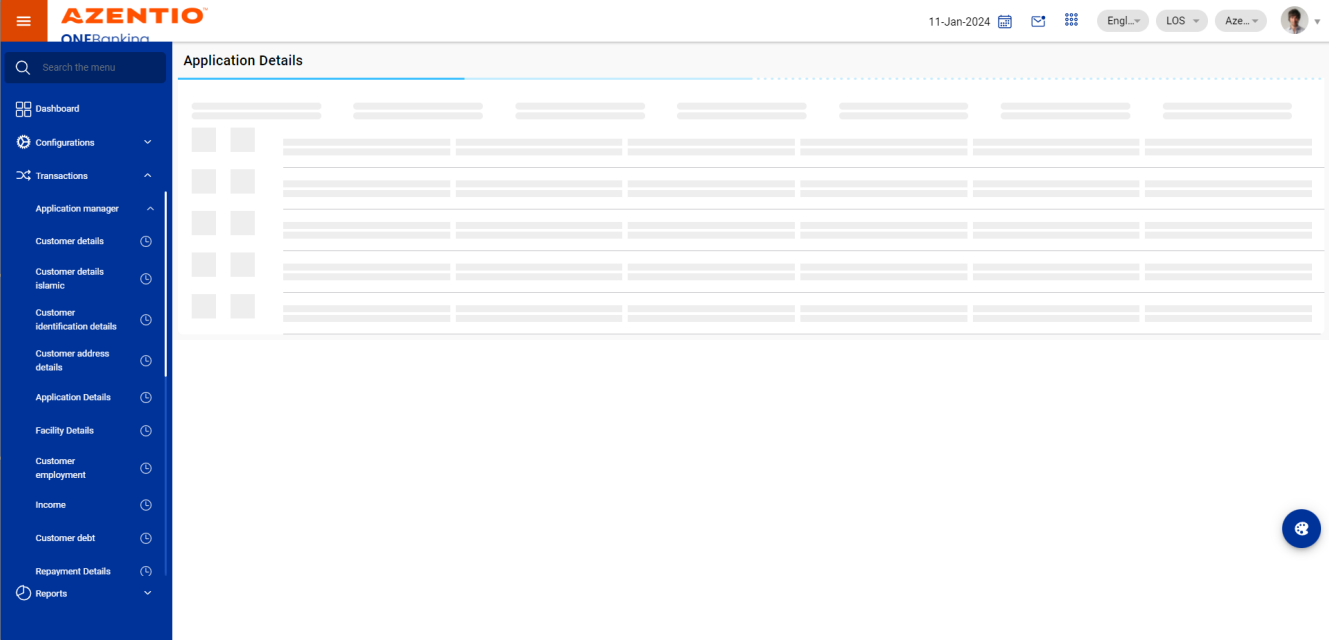 AZENTIO™
ONEBanking
11-Jan-2024
Engl...
LOS
Aze...
Search the menu
Application Details
Dashboard
Configurations
Transactions
Application manager
Customer details
Customer details
islamic
Customer
identification details
Customer address
details
Application Details
Facility Details
Customer
employment
Income
Customer debt
Repayment Details
Reports